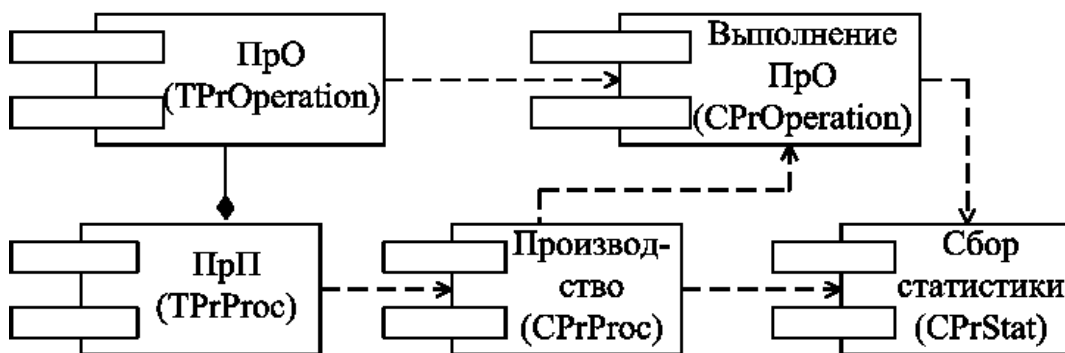 ПрО
(TPrOperation)
Выполнение
ПрО
(CPrOperation)
ПрП
(TPrProc)
Производ-
ство
(CPrProc)
Сбор
статистики
(CPrStat)